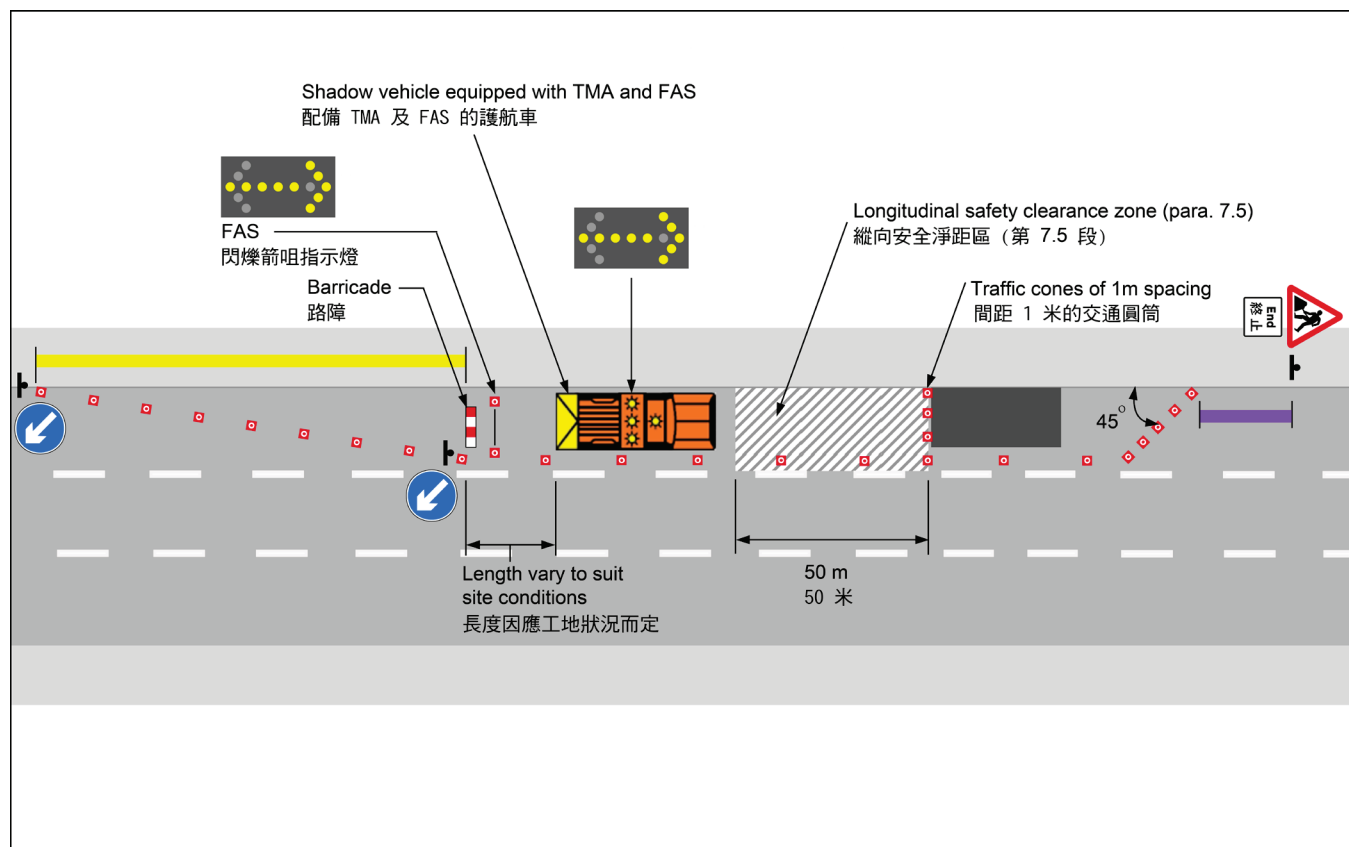 Shadow vehicle equipped with TMA and FAS
配備 TMA 及 FAS 的護航車
FAS
閃爍箭咀指示燈
Barricade
路障
Longitudinal safety clearance zone (para. 7.5)
縱向安全淨距區 (第 7.5 段)
Traffic cones of 1m spacing
間距 1 米的交通圓筒
End
終止
45°
Length vary to suit
site conditions
長度因應工地狀況而定
50 m
50 米